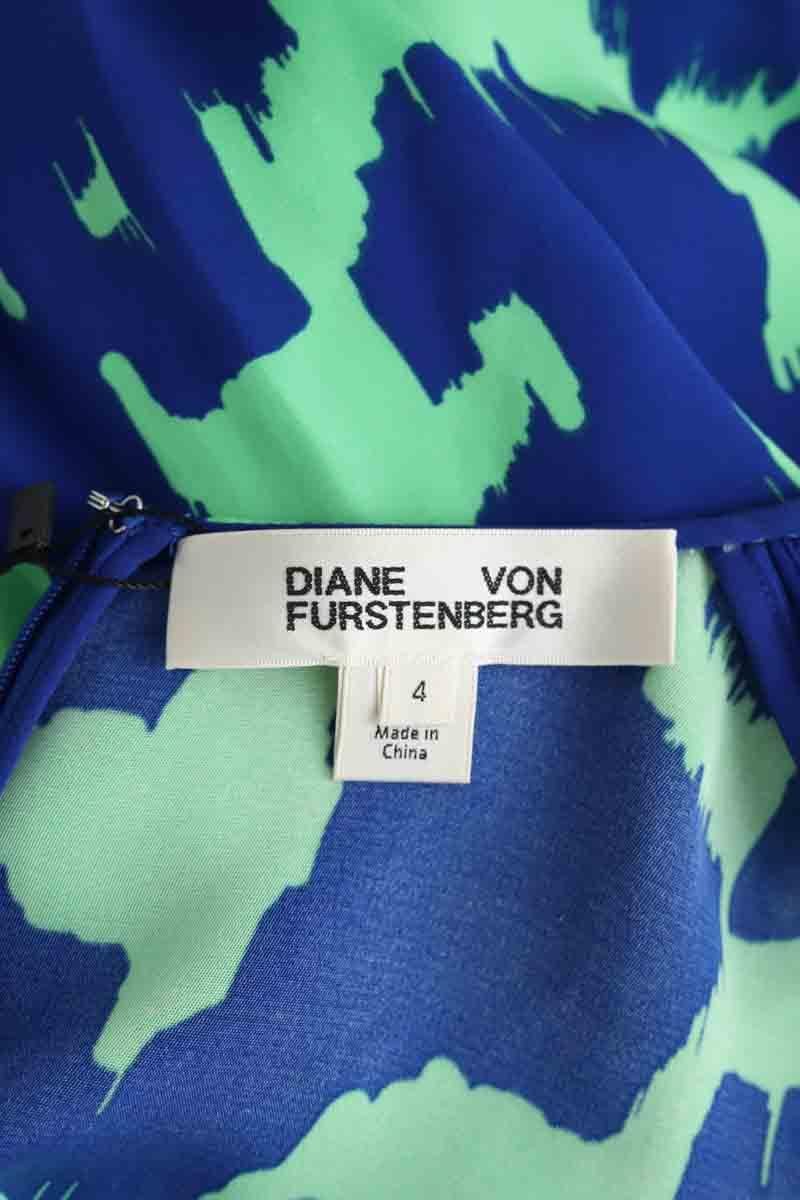 DIANE VON
FURSTENBERG
4
Made in
China